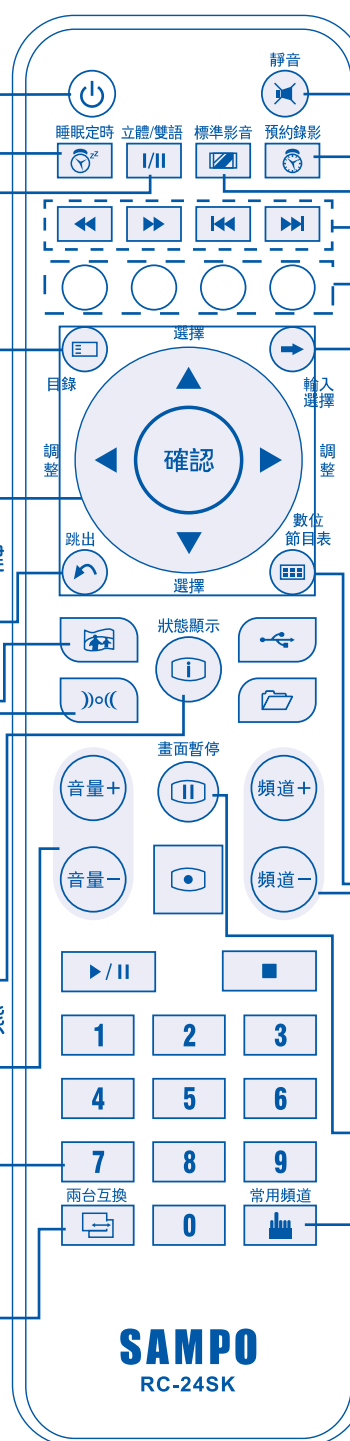 靜音
睡眠定時 立體/雙語 標準影音 預約錄影
I/II
選擇
目錄
輸入
選擇
調整
確認
調整
跳出
數位
節目表
選擇
狀態顯示
畫面暫停
音量+
頻道+
音量-
頻道-
1 2 3
4 5 6
7 8 9
兩台互換
常用頻道
0
SAMPO
RC-24SK